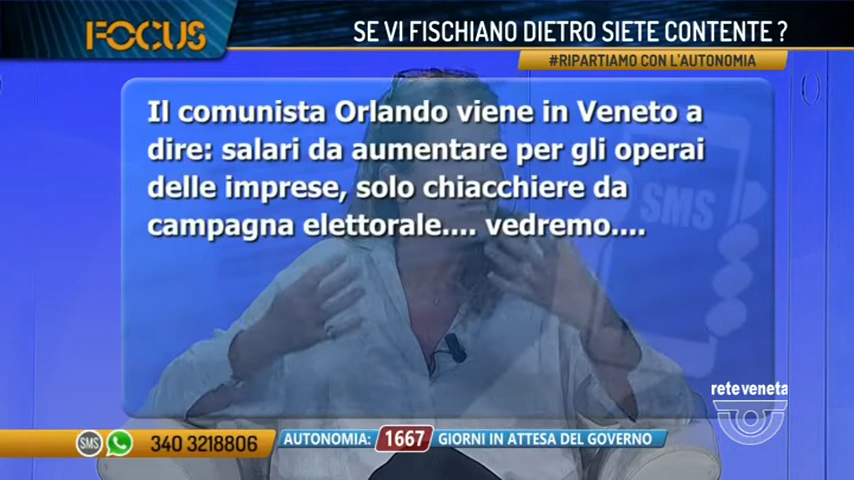 FOCUS
SE VI FISCHIANO DIETRO SIETE CONTENTE ?
#RIPARTIAMO CON L'AUTONOMIA
Il comunista Orlando viene in Veneto a
dire: salari da aumentare per gli operai
delle imprese, solo chiacchiere da
campagna elettorale.... vedremo....
SMS
reteveneta
SMS 340 3218806
AUTONOMIA: 1667 GIORNI IN ATTESA DEL GOVERNO